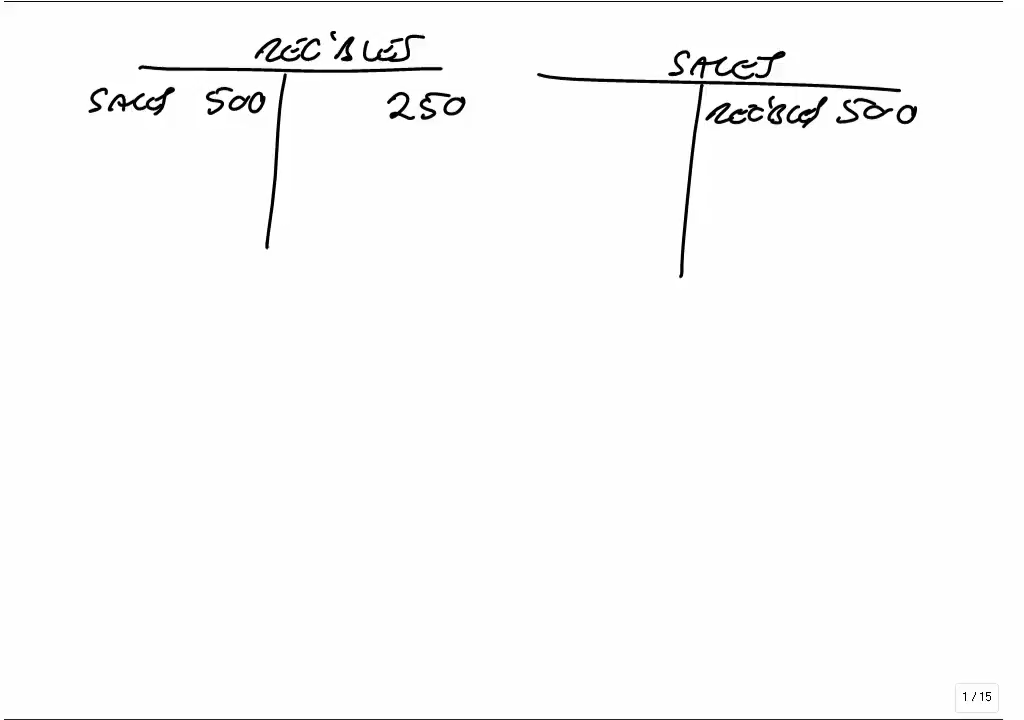 REC'BLES
SALES
SALES 500
250
REC'BLES 500
1 / 15